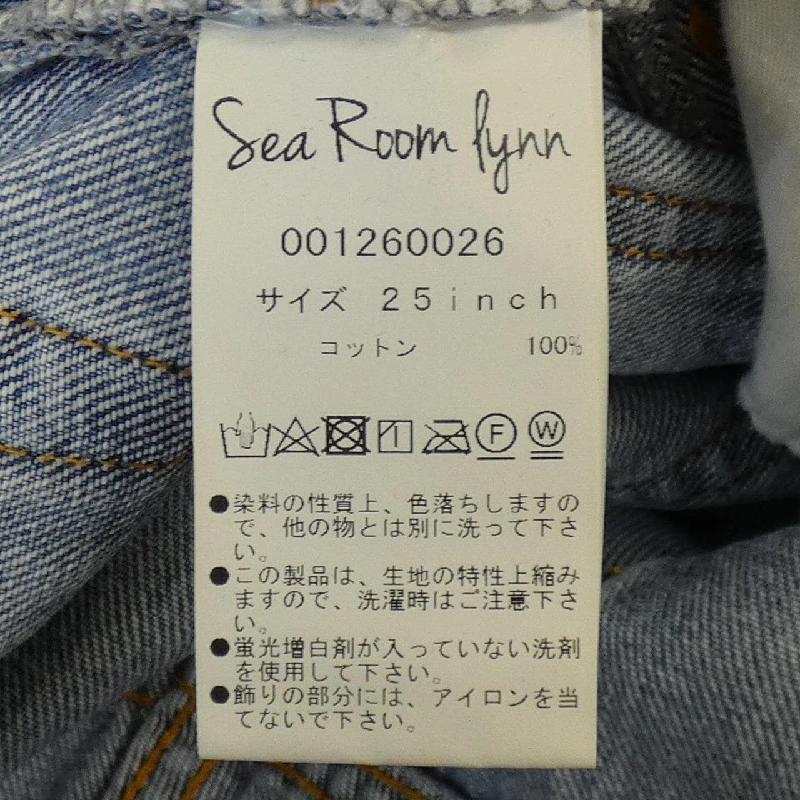 Sea Room lynn
001260026
サイズ 25inch
コットン 100%
F W
●染料の性質上、色落ちしますの
で、他の物とは別に洗って下さ
い。
●この製品は、生地の特性上縮み
ますので、洗濯時はご注意下さ
い。
●蛍光増白剤が入っていない洗剤
を使用して下さい。
●飾りの部分には、アイロンを当
てないで下さい。